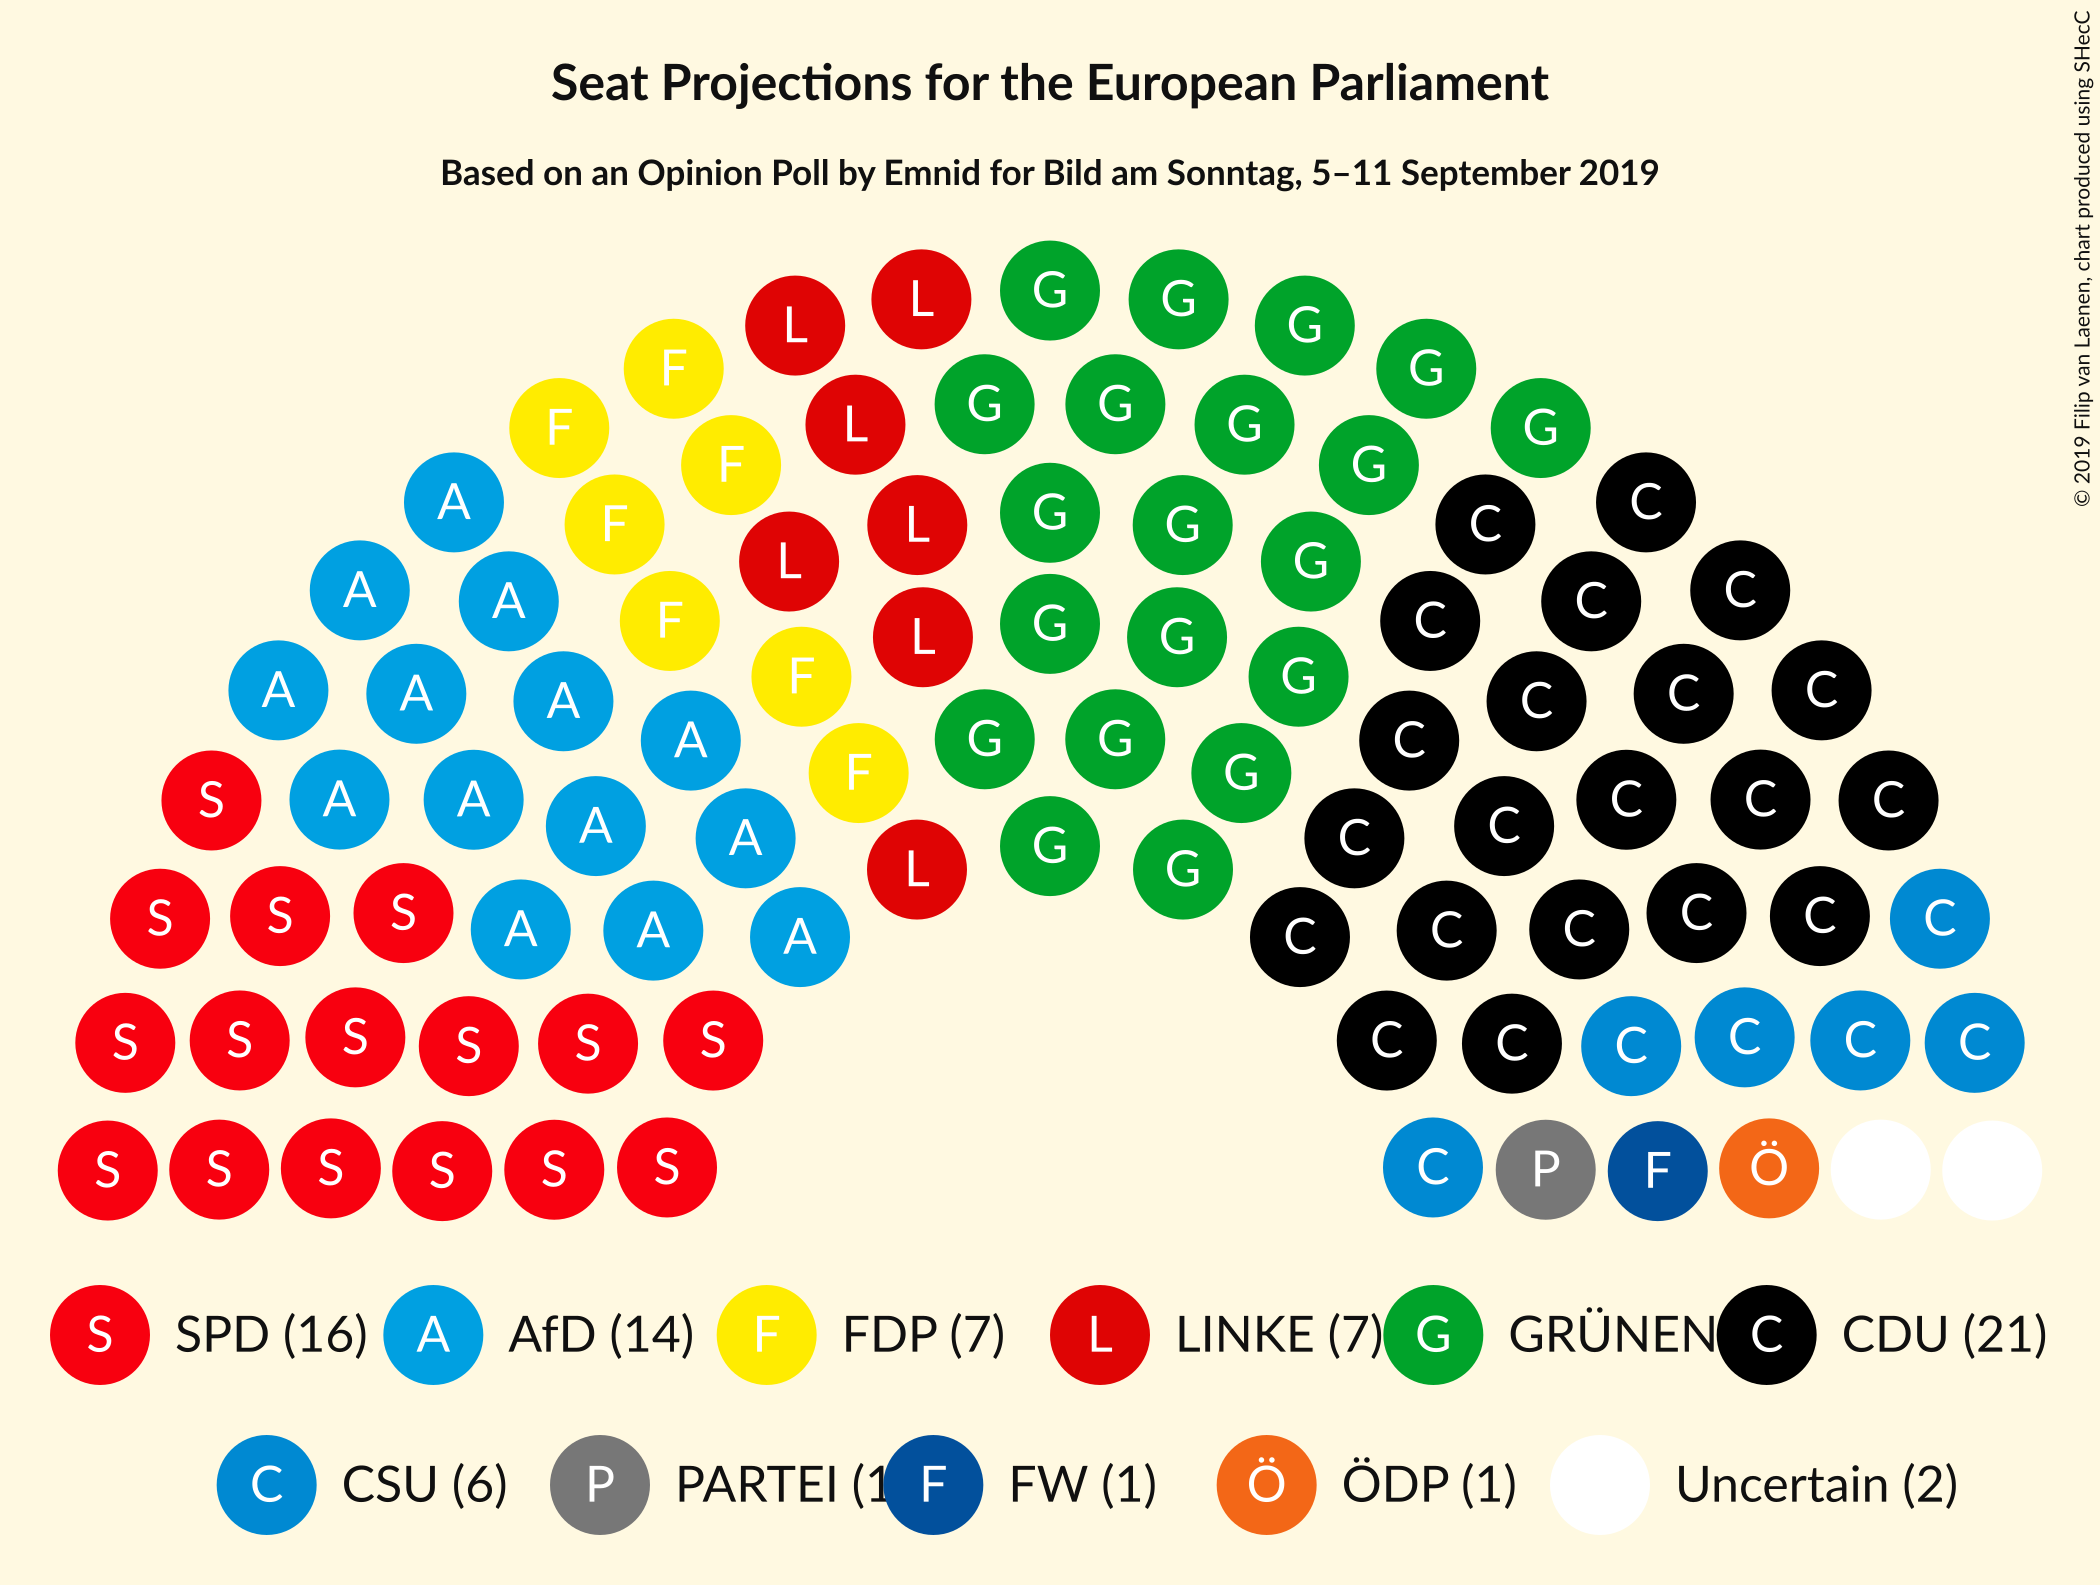 Seat Projections for the European Parliament
Based on an Opinion Poll by Emnid for Bild am Sonntag, 5–11 September 2019
© 2019 Filip van Laenen, chart produced using SHecC
L L G G G
F L G G G G
F F G G
A F L G G C C
A A F L G G C C C
A A A F L G G C C C
A A G G C
S A A A F G C C C C
A L G G C
S S S A A A C C C C C C
S S S S S S C C C C C C
S S S S S S C P F Ö
S SPD (16) A AfD (14) F FDP (7) L LINKE (7) G GRÜNEN C CDU (21)
C CSU (6) P PARTEI (1 F FW (1) Ö ÖDP (1) Uncertain (2)